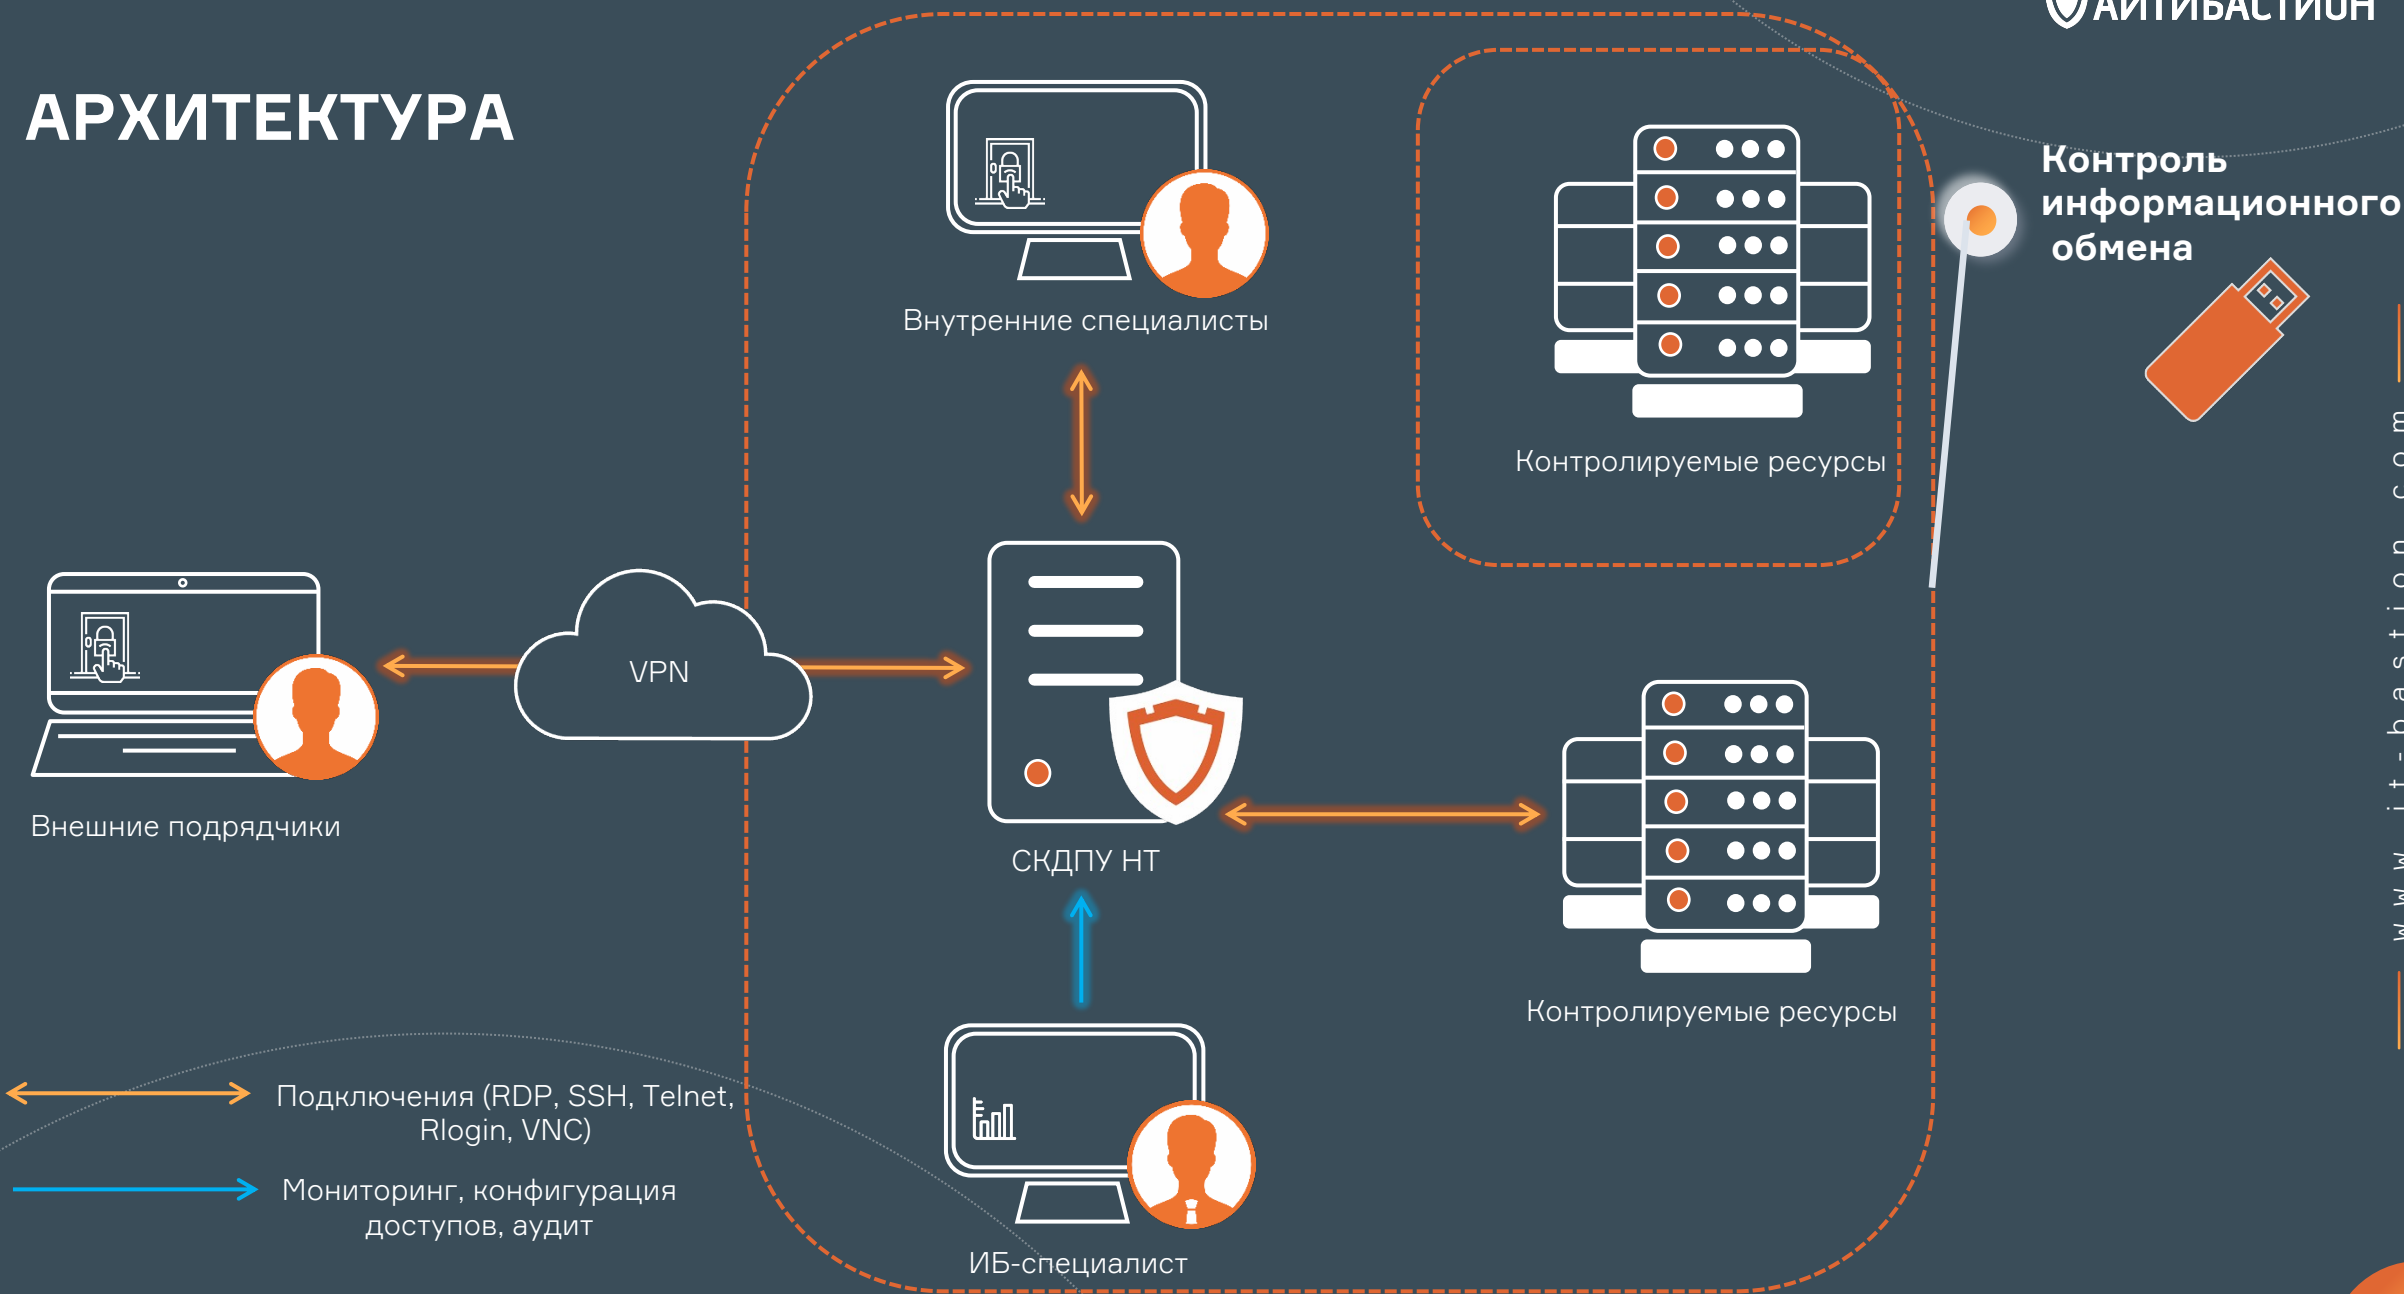 АЙТИБАСТИОН
АРХИТЕКТУРА
Контроль
информационного
обмена
Внутренние специалисты
Контролируемые ресурсы
VPN
Внешние подрядчики
СКДПУ НТ
Контролируемые ресурсы
Подключения (RDP, SSH, Telnet,
Rlogin, VNC)
Мониторинг, конфигурация
доступов, аудит
ИБ-специалист
www.it-bastion.com